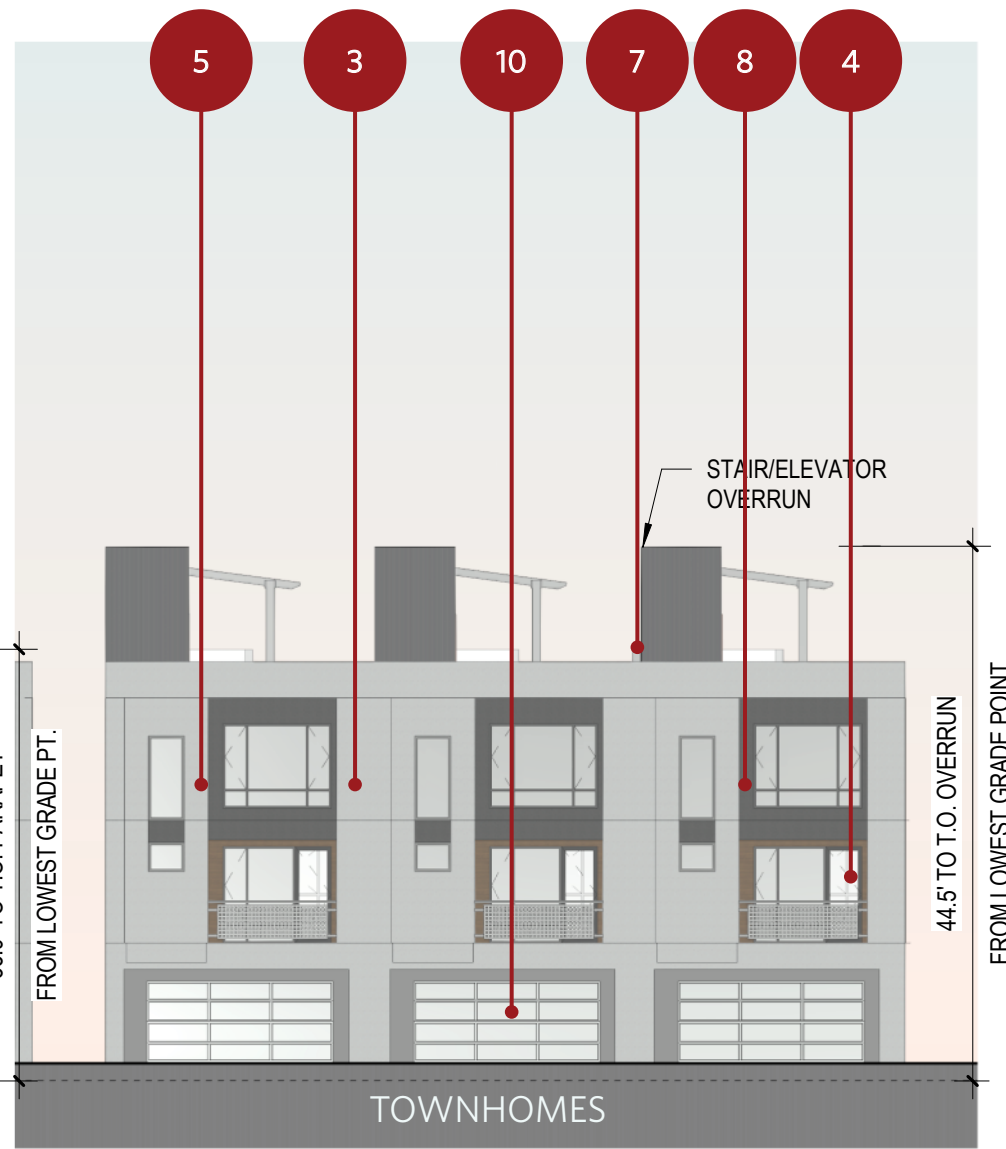 5 3 10 7 8 4
STAIR/ELEVATOR
OVERRUN
FROM LOWEST GRADE PT.
44.5' TO T.O. OVERRUN
FROM LOWEST GRADE POINT
TOWNHOMES